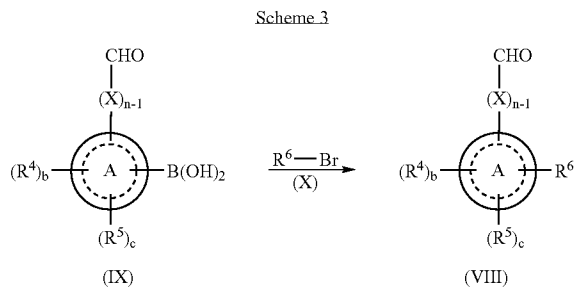 Scheme 3
CHO CHO
(X)n-1 (X)n-1
(R4)b A B(OH)2 R6—Br (R4)b A R6
(X)
(R5)c (R5)c
(IX) (VIII)